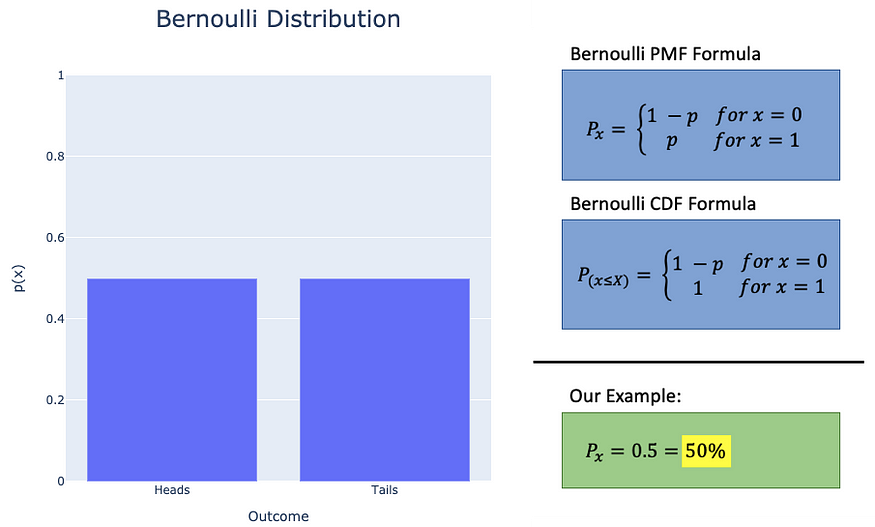 Bernoulli Distribution
1
0.8
0.6
0.4
0.2
0
p(x)
Heads Tails
Outcome
Bernoulli PMF Formula
Pₓ = {1 − p for x = 0
p for x = 1
Bernoulli CDF Formula
P₍ₓ≤X₎ = {1 − p for x = 0
1 for x = 1
Our Example:
Pₓ = 0.5 = 50%